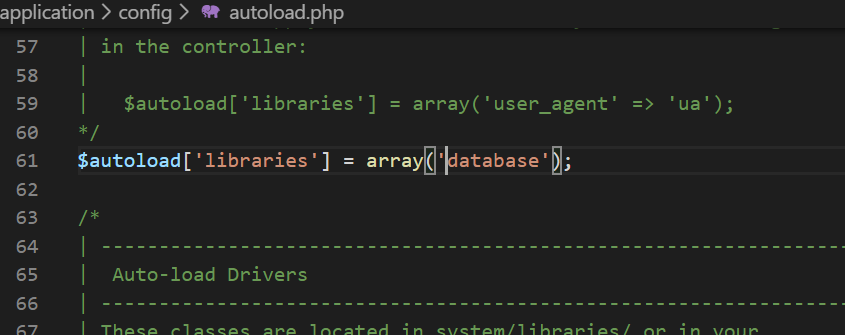 application > config > autoload.php
57 | in the controller:
58 |
59 | $autoload['libraries'] = array('user_agent' => 'ua');
60 */
61 $autoload['libraries'] = array('database');
62
63 /*
64 | -------------------------------------------------------------------
65 | Auto-load Drivers
66 | -------------------------------------------------------------------
67 | These classes are located in system/libraries/ or in your